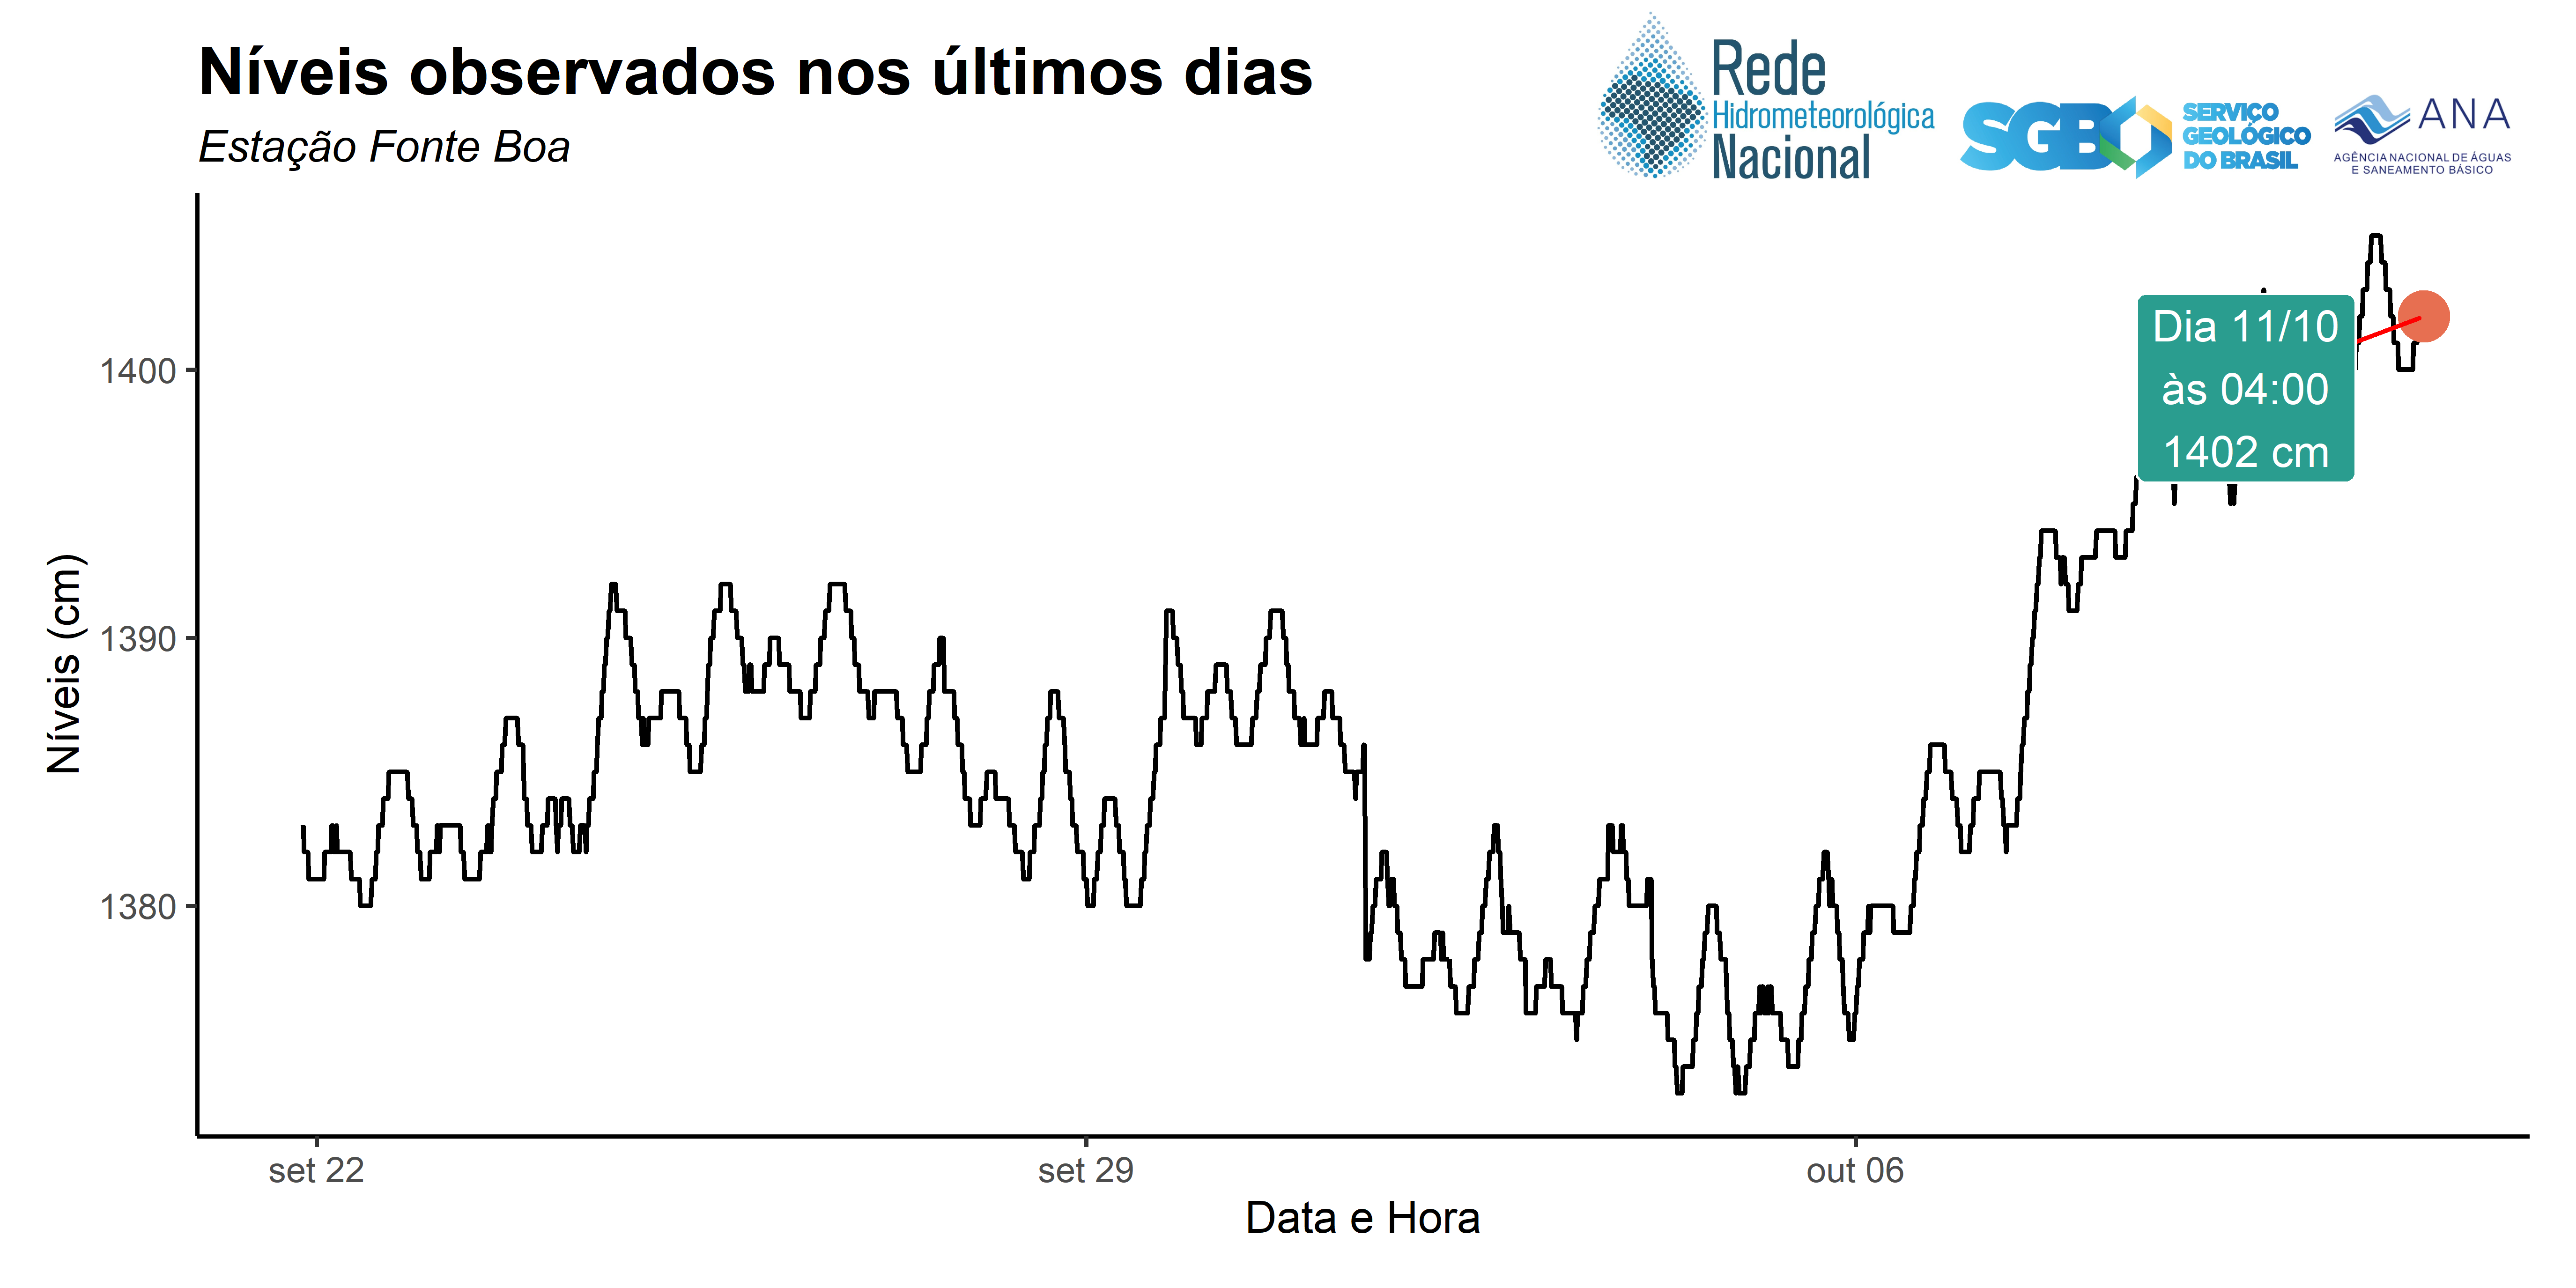 Níveis observados nos últimos dias
Estação Fonte Boa
Rede
Hidrometeorológica
Nacional
SGB
SERVIÇO
GEOLÓGICO
DO BRASIL
ANA
AGÊNCIA NACIONAL DE ÁGUAS
E SANEAMENTO BÁSICO
Dia 11/10
às 04:00
1402 cm
Níveis (cm)
1400
1390
1380
set 22
set 29
out 06
Data e Hora